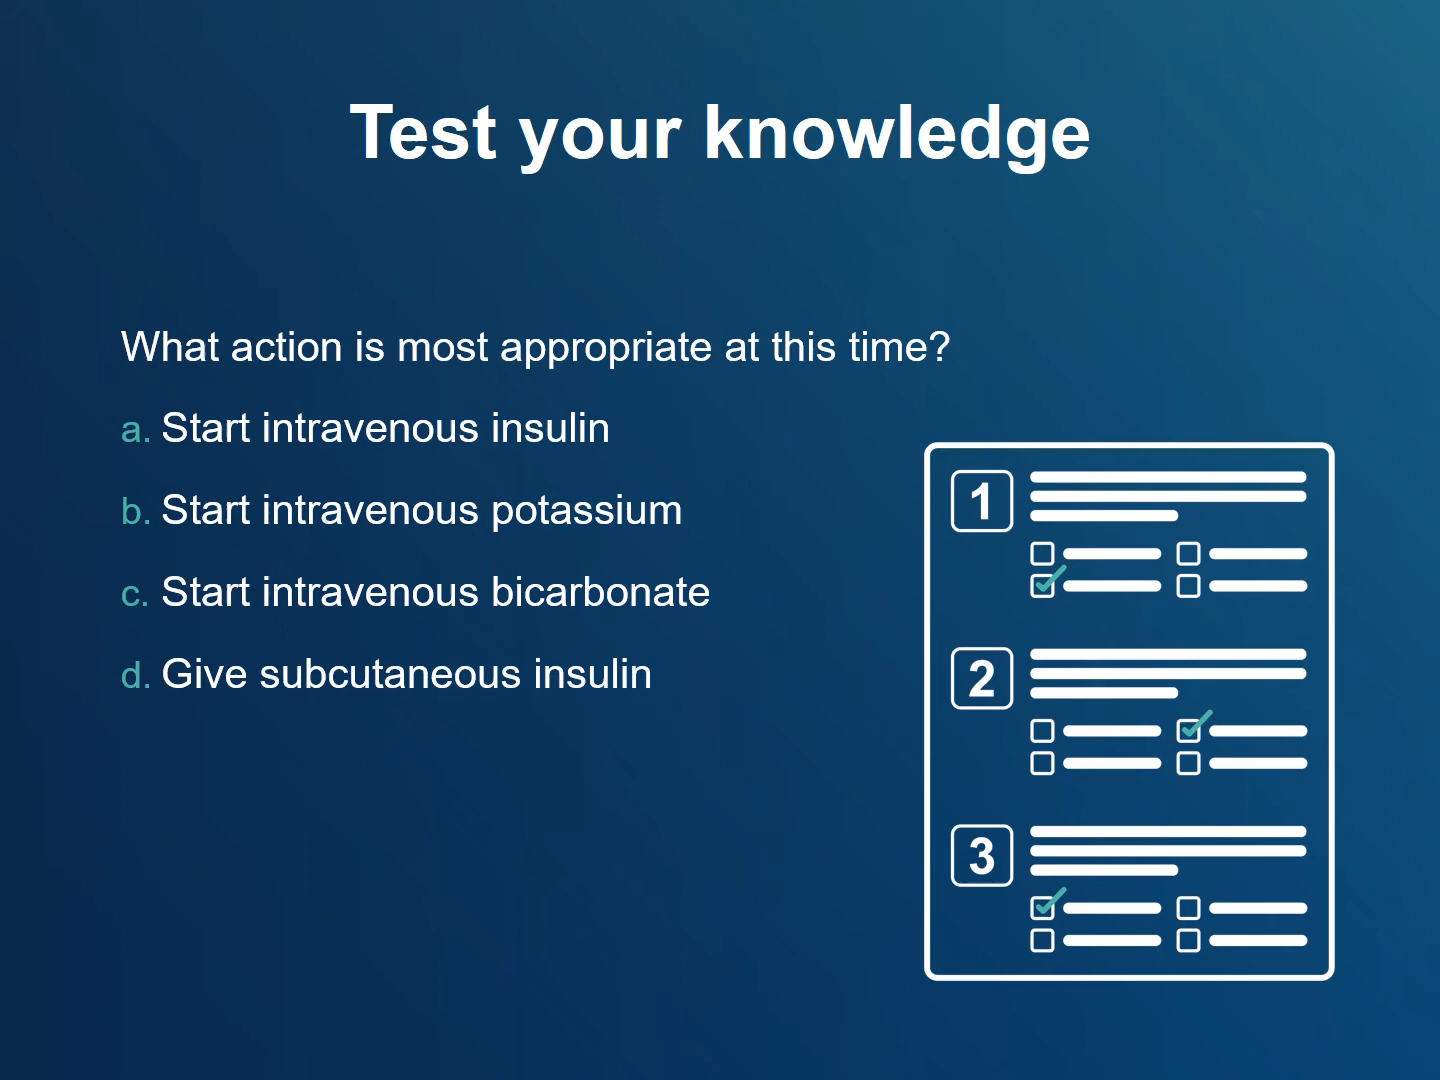 Test your knowledge
What action is most appropriate at this time?
a. Start intravenous insulin
b. Start intravenous potassium
c. Start intravenous bicarbonate
d. Give subcutaneous insulin
1
2
3